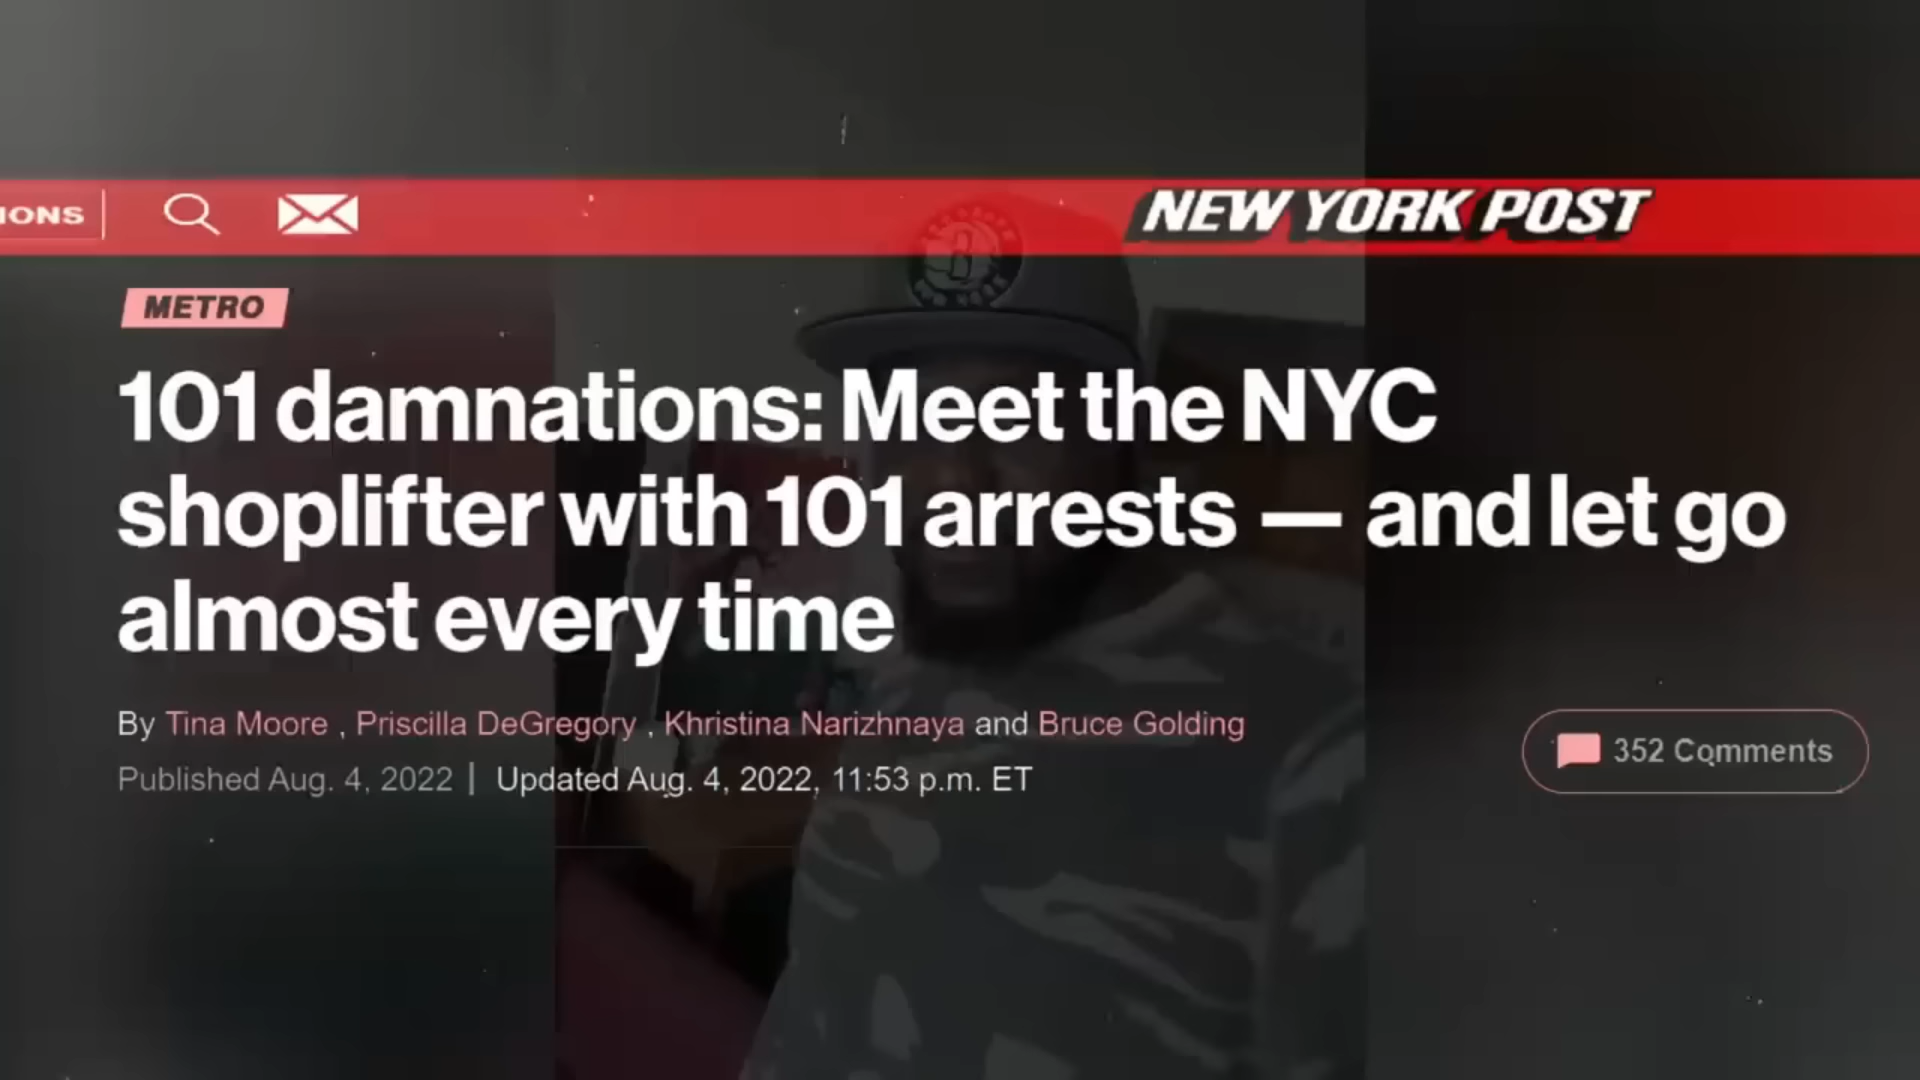 IONS
NEW YORK POST
METRO
101 damnations: Meet the NYC
shoplifter with 101 arrests — and let go
almost every time
By Tina Moore , Priscilla DeGregory , Khristina Narizhnaya and Bruce Golding
352 Comments
Published Aug. 4, 2022 | Updated Aug. 4, 2022, 11:53 p.m. ET